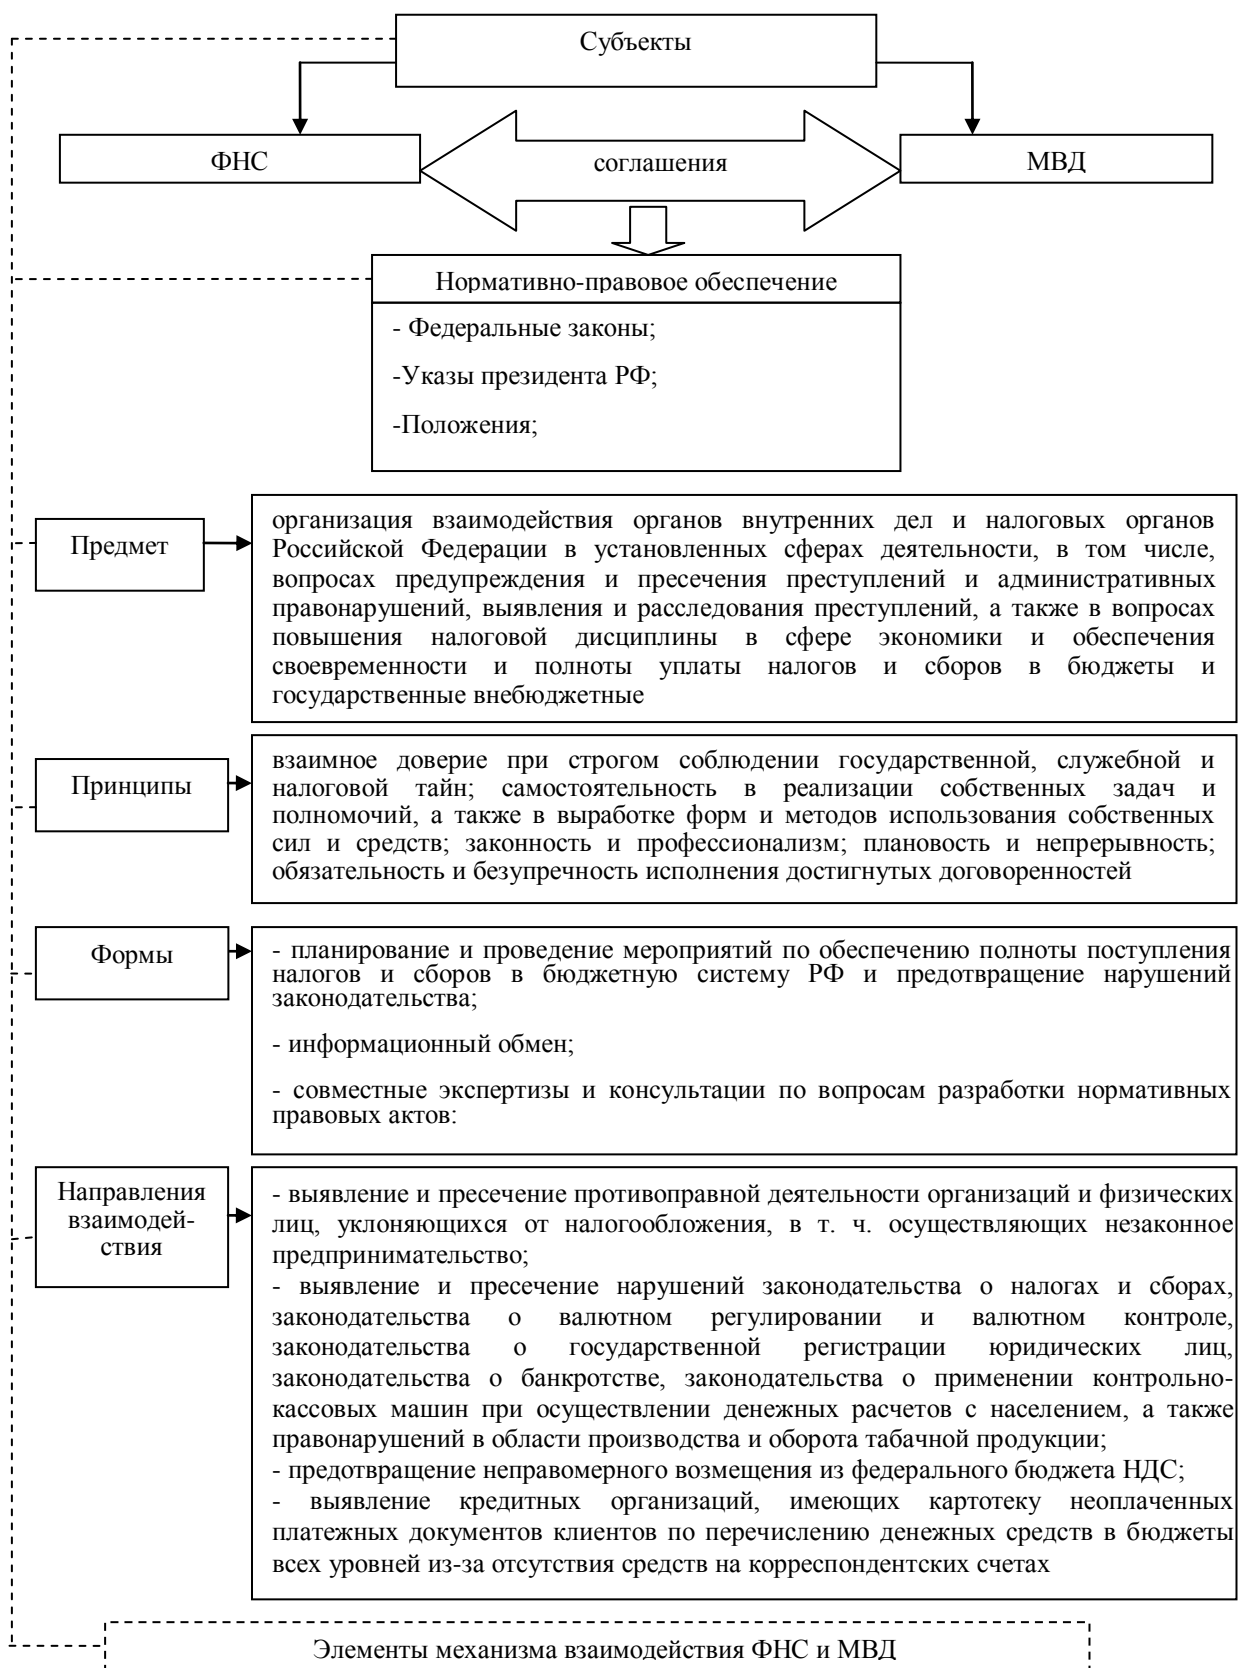 Субъекты
ФНС
соглашения
МВД
Нормативно-правовое обеспечение
- Федеральные законы;
-Указы президента РФ;
-Положения;
Предмет
организация взаимодействия органов внутренних дел и налоговых органов
Российской Федерации в установленных сферах деятельности, в том числе,
вопросах предупреждения и пресечения преступлений и административных
правонарушений, выявления и расследования преступлений, а также в вопросах
повышения налоговой дисциплины в сфере экономики и обеспечения
своевременности и полноты уплаты налогов и сборов в бюджеты и
государственные внебюджетные
Принципы
взаимное доверие при строгом соблюдении государственной, служебной и
налоговой тайн; самостоятельность в реализации собственных задач и
полномочий, а также в выработке форм и методов использования собственных
сил и средств; законность и профессионализм; плановость и непрерывность;
обязательность и безупречность исполнения достигнутых договоренностей
Формы
- планирование и проведение мероприятий по обеспечению полноты поступления
налогов и сборов в бюджетную систему РФ и предотвращение нарушений
законодательства;
- информационный обмен;
- совместные экспертизы и консультации по вопросам разработки нормативных
правовых актов:
Направления
взаимодей-
ствия
- выявление и пресечение противоправной деятельности организаций и физических
лиц, уклоняющихся от налогообложения, в т. ч. осуществляющих незаконное
предпринимательство;
- выявление и пресечение нарушений законодательства о налогах и сборах,
законодательства о валютном регулировании и валютном контроле,
законодательства о государственной регистрации юридических лиц,
законодательства о банкротстве, законодательства о применении контрольно-
кассовых машин при осуществлении денежных расчетов с населением, а также
правонарушений в области производства и оборота табачной продукции;
- предотвращение неправомерного возмещения из федерального бюджета НДС;
- выявление кредитных организаций, имеющих картотеку неоплаченных
платежных документов клиентов по перечислению денежных средств в бюджеты
всех уровней из-за отсутствия средств на корреспондентских счетах
Элементы механизма взаимодействия ФНС и МВД